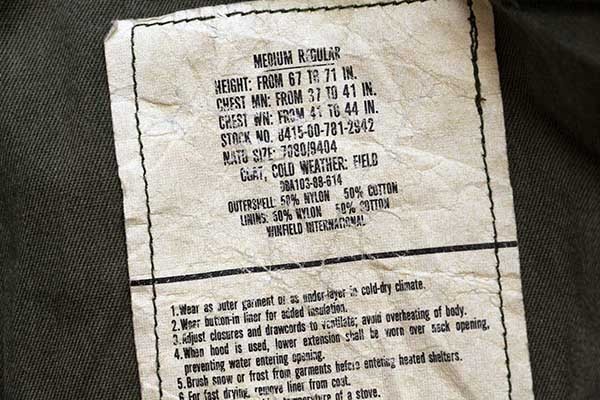 MEDIUM REGULAR
HEIGHT: FROM 67 TO 71 IN.
CHEST MN: FROM 37 TO 41 IN.
CHEST WN: FROM 41 TO 44 IN.
STOCK NO. 8415-00-781-2942
NATO SIZE: 7080/9404
COAT, COLD WEATHER: FIELD
DSA103-88-614
OUTERSHELL: 50% NYLON 50% COTTON
LINING: 50% NYLON 50% COTTON
WINFIELD INTERNATIONAL
1. Wear as outer garment or as under-layer in cold-dry climate.
2. Wear button-in liner for added insulation.
3. Adjust closures and drawcords to ventilate; avoid overheating of body.
4. When hood is used, lower extension shall be worn over neck opening,
preventing water entering opening.
5. Brush snow or frost from garments before entering heated shelters.
6. For fast drying, remove liner from coat.
temperature of a stove.